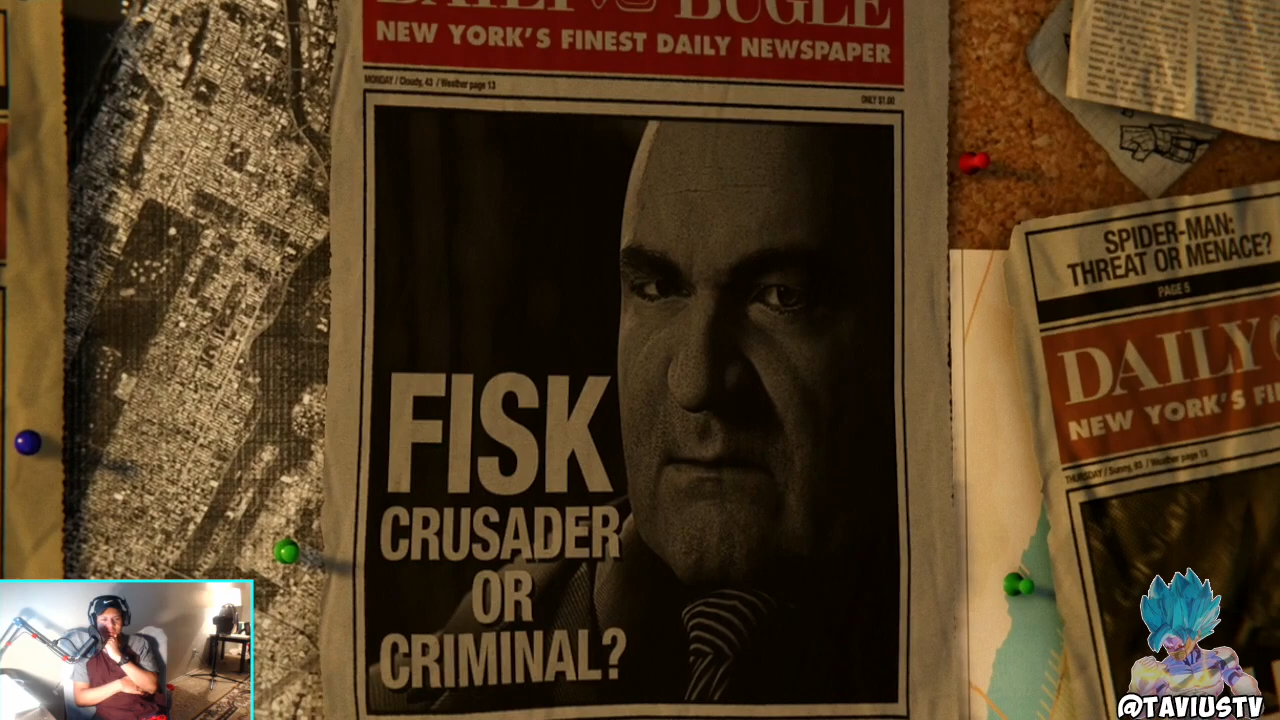 DAILY BUGLE
NEW YORK'S FINEST DAILY NEWSPAPER
MONDAY / Cloudy, 43 / Weather page 13
ONLY $1.00
FISK
CRUSADER
OR
CRIMINAL?
SPIDER-MAN:
THREAT OR MENACE?
PAGE 5
DAILY
NEW YORK'S FI
THURSDAY / Sunny, 83 / Weather page 13
@TAVIUSTV